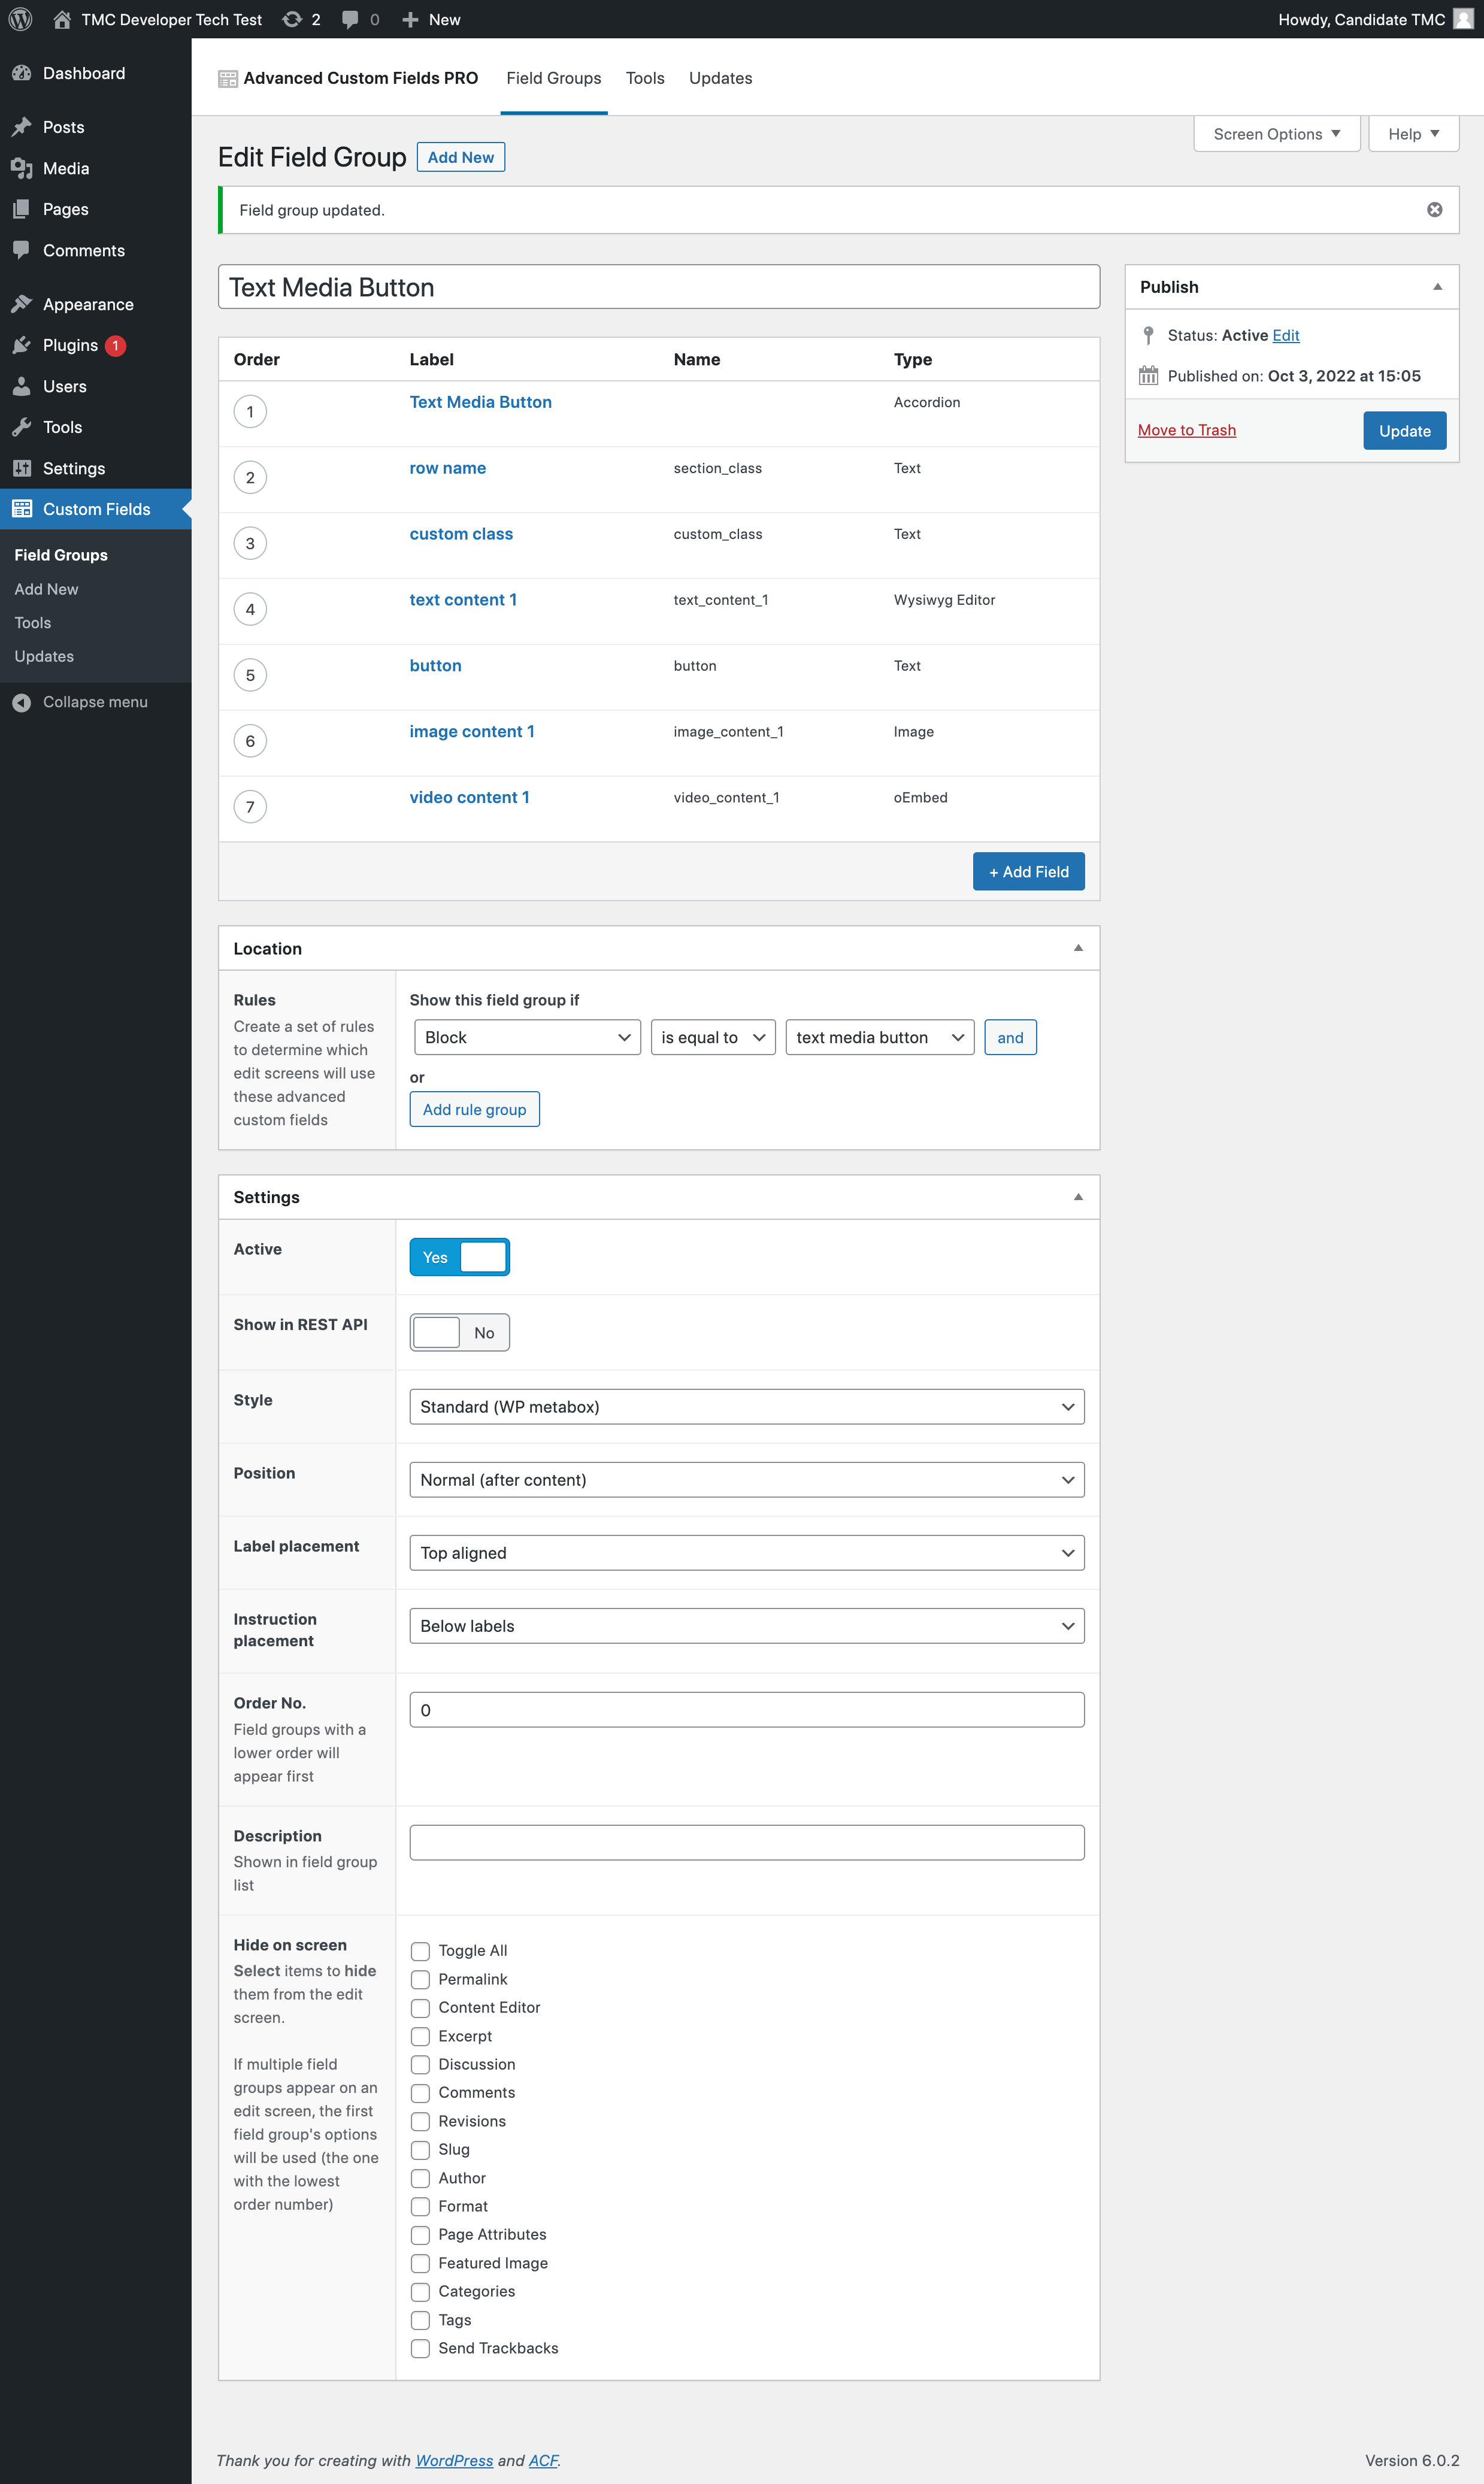 TMC Developer Tech Test 2 0 New Howdy, Candidate TMC
Dashboard
Posts
Media
Pages
Comments
Appearance
Plugins 1
Users
Tools
Settings
Custom Fields
Field Groups
Add New
Tools
Updates
Collapse menu
Advanced Custom Fields PRO Field Groups Tools Updates
Screen Options Help
Edit Field Group Add New
Field group updated.
Text Media Button
Order Label Name Type
1 Text Media Button Accordion
2 row name section_class Text
3 custom class custom_class Text
4 text content 1 text_content_1 Wysiwyg Editor
5 button button Text
6 image content 1 image_content_1 Image
7 video content 1 video_content_1 oEmbed
+ Add Field
Publish
Status: Active Edit
Published on: Oct 3, 2022 at 15:05
Move to Trash Update
Location
Rules
Create a set of rules
to determine which
edit screens will use
these advanced
custom fields
Show this field group if
Block is equal to text media button and
or
Add rule group
Settings
Active Yes
Show in REST API No
Style Standard (WP metabox)
Position Normal (after content)
Label placement Top aligned
Instruction
placement
Below labels
Order No.
Field groups with a
lower order will
appear first
0
Description
Shown in field group
list
Hide on screen
Select items to hide
them from the edit
screen.
If multiple field
groups appear on an
edit screen, the first
field group's options
will be used (the one
with the lowest
order number)
Toggle All
Permalink
Content Editor
Excerpt
Discussion
Comments
Revisions
Slug
Author
Format
Page Attributes
Featured Image
Categories
Tags
Send Trackbacks
Thank you for creating with WordPress and ACF. Version 6.0.2